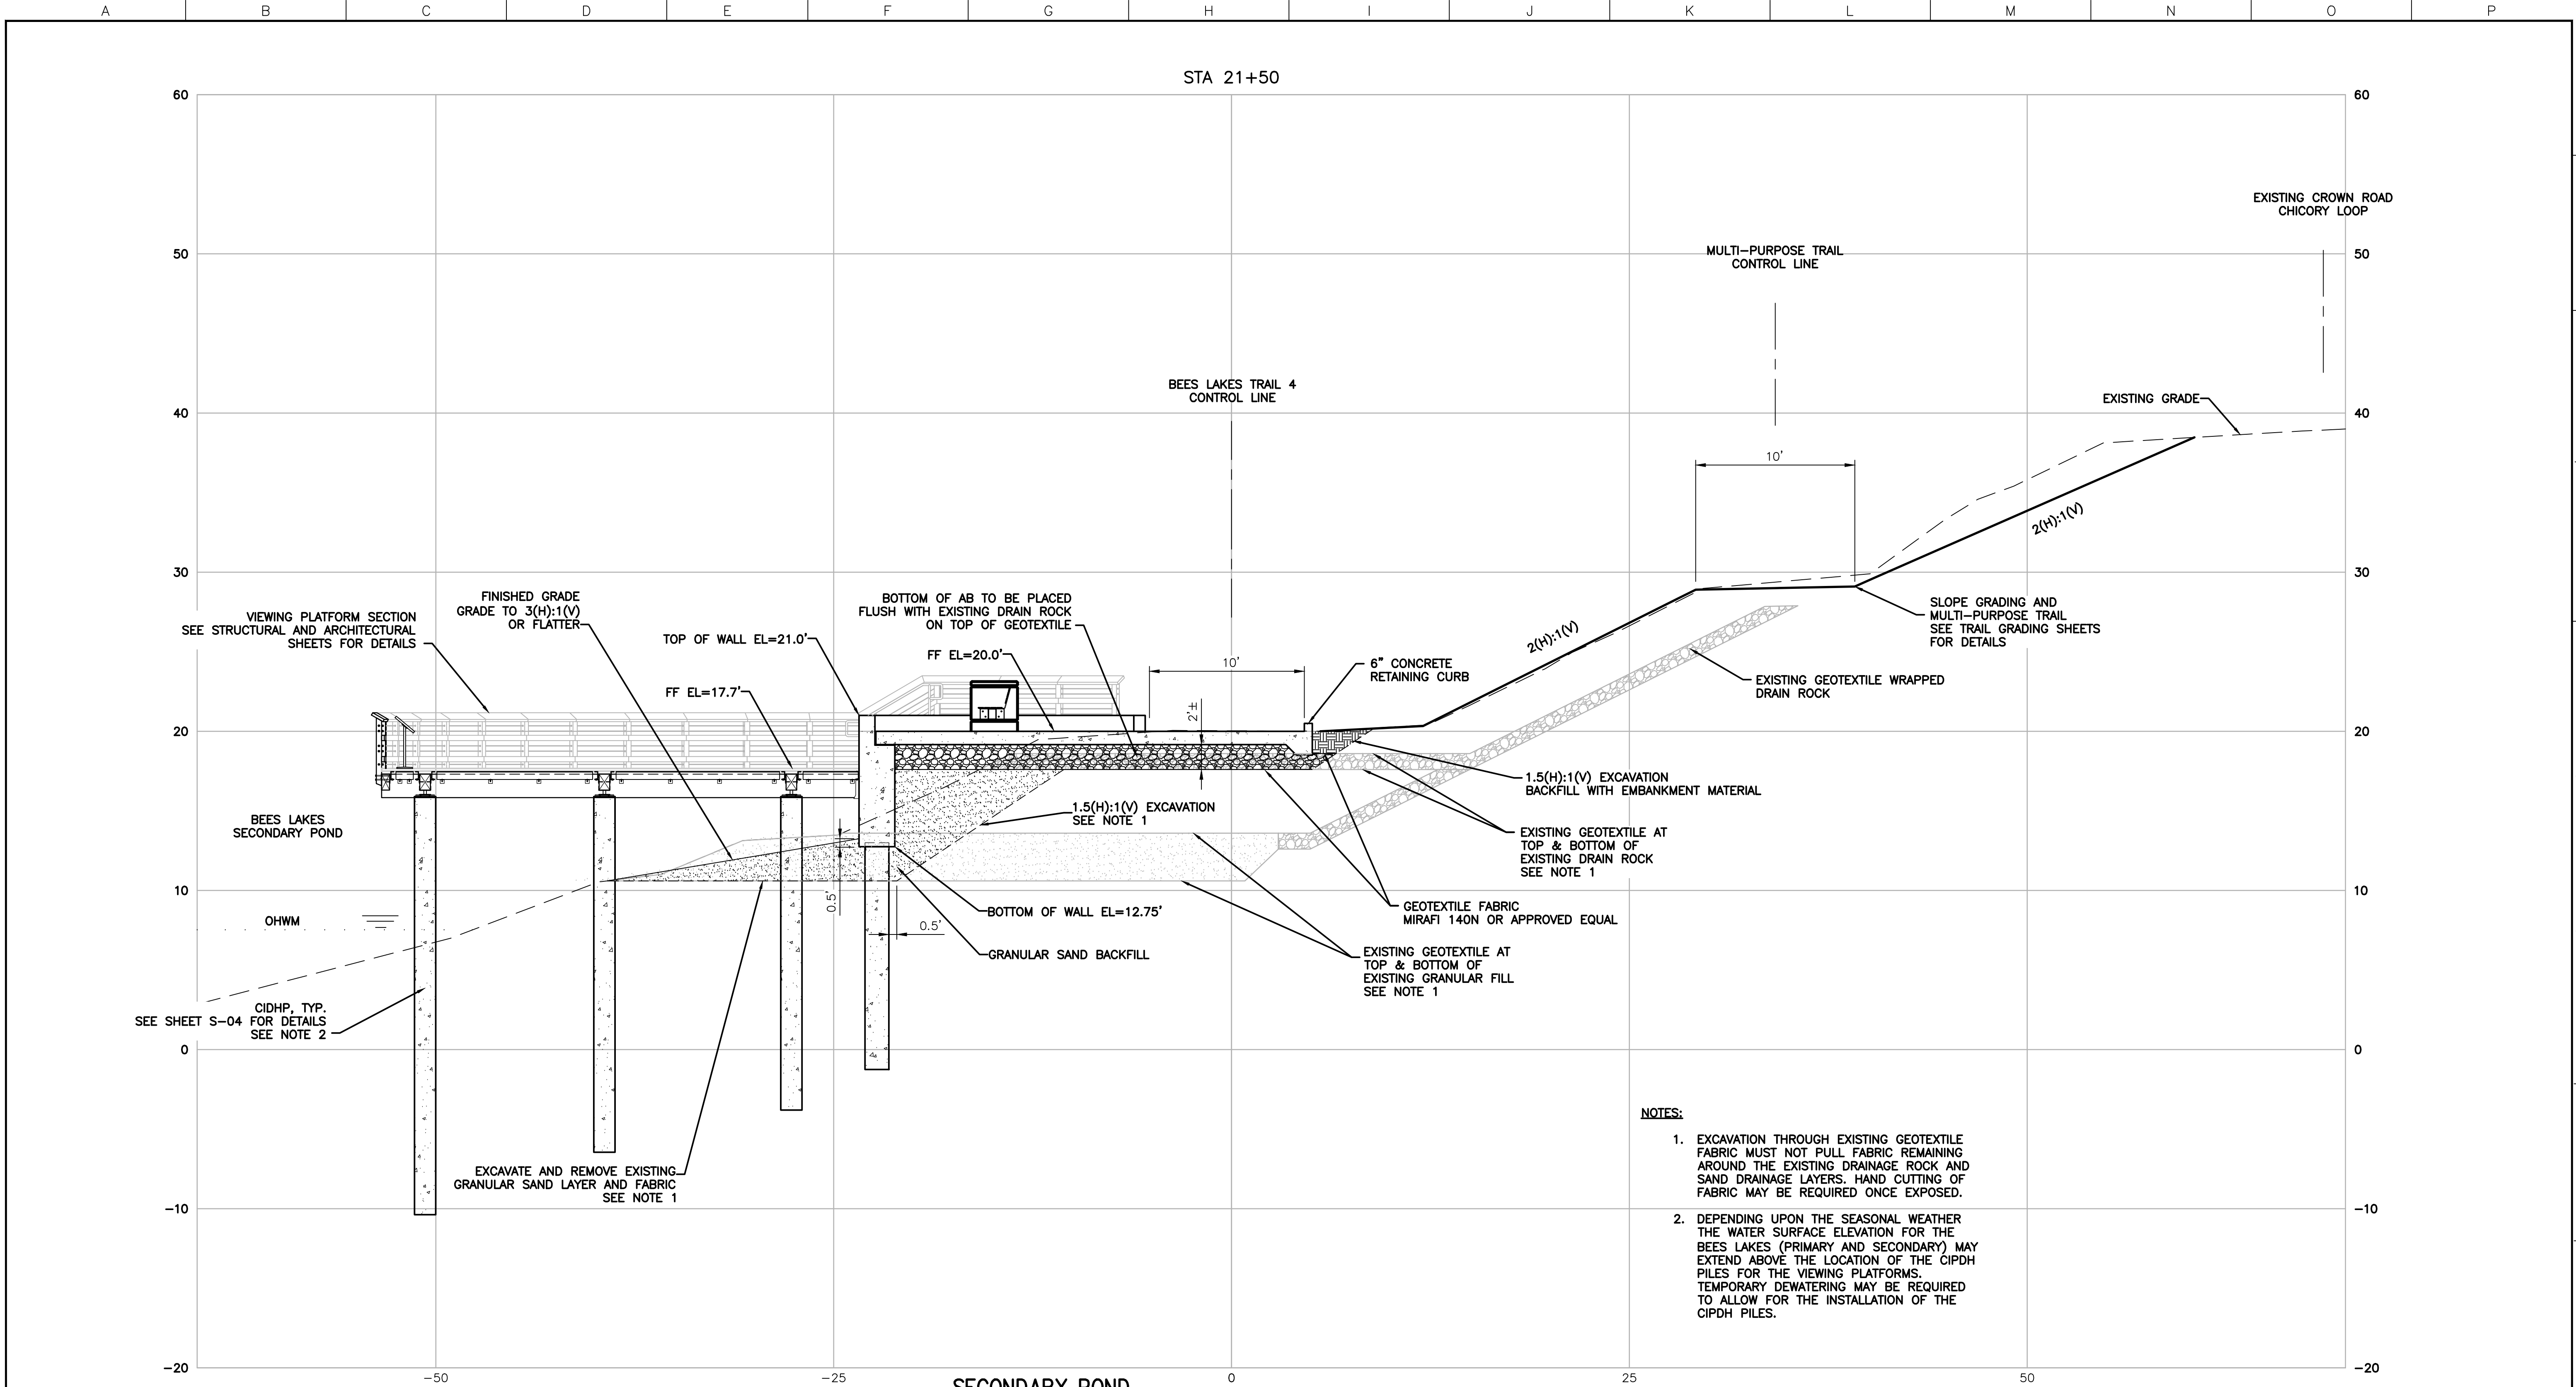 A B C D E F G H I J K L M N O P
STA 21+50
60
60
50
50
40
40
30
30
20
20
10
10
0
0
-10
-10
-20
-20
-50
-25
0
25
50
EXISTING CROWN ROAD
CHICORY LOOP
MULTI-PURPOSE TRAIL
CONTROL LINE
BEES LAKES TRAIL 4
CONTROL LINE
EXISTING GRADE
10'
2(H):1(V)
2(H):1(V)
FINISHED GRADE
GRADE TO 3(H):1(V)
OR FLATTER
VIEWING PLATFORM SECTION
SEE STRUCTURAL AND ARCHITECTURAL
SHEETS FOR DETAILS
TOP OF WALL EL=21.0'
FF EL=17.7'
BOTTOM OF AB TO BE PLACED
FLUSH WITH EXISTING DRAIN ROCK
ON TOP OF GEOTEXTILE
FF EL=20.0'
10'
2'±
6" CONCRETE
RETAINING CURB
SLOPE GRADING AND
MULTI-PURPOSE TRAIL
SEE TRAIL GRADING SHEETS
FOR DETAILS
EXISTING GEOTEXTILE WRAPPED
DRAIN ROCK
1.5(H):1(V) EXCAVATION
BACKFILL WITH EMBANKMENT MATERIAL
1.5(H):1(V) EXCAVATION
SEE NOTE 1
BEES LAKES
SECONDARY POND
EXISTING GEOTEXTILE AT
TOP & BOTTOM OF
EXISTING DRAIN ROCK
SEE NOTE 1
0.5'
0.5'
BOTTOM OF WALL EL=12.75'
GEOTEXTILE FABRIC
MIRAFI 140N OR APPROVED EQUAL
OHWM
GRANULAR SAND BACKFILL
EXISTING GEOTEXTILE AT
TOP & BOTTOM OF
EXISTING GRANULAR FILL
SEE NOTE 1
CIDHP, TYP.
SEE SHEET S-04 FOR DETAILS
SEE NOTE 2
EXCAVATE AND REMOVE EXISTING
GRANULAR SAND LAYER AND FABRIC
SEE NOTE 1
NOTES:
1. EXCAVATION THROUGH EXISTING GEOTEXTILE
FABRIC MUST NOT PULL FABRIC REMAINING
AROUND THE EXISTING DRAINAGE ROCK AND
SAND DRAINAGE LAYERS. HAND CUTTING OF
FABRIC MAY BE REQUIRED ONCE EXPOSED.
2. DEPENDING UPON THE SEASONAL WEATHER
THE WATER SURFACE ELEVATION FOR THE
BEES LAKES (PRIMARY AND SECONDARY) MAY
EXTEND ABOVE THE LOCATION OF THE CIPDH
PILES FOR THE VIEWING PLATFORMS.
TEMPORARY DEWATERING MAY BE REQUIRED
TO ALLOW FOR THE INSTALLATION OF THE
CIPDH PILES.
SECONDARY POND